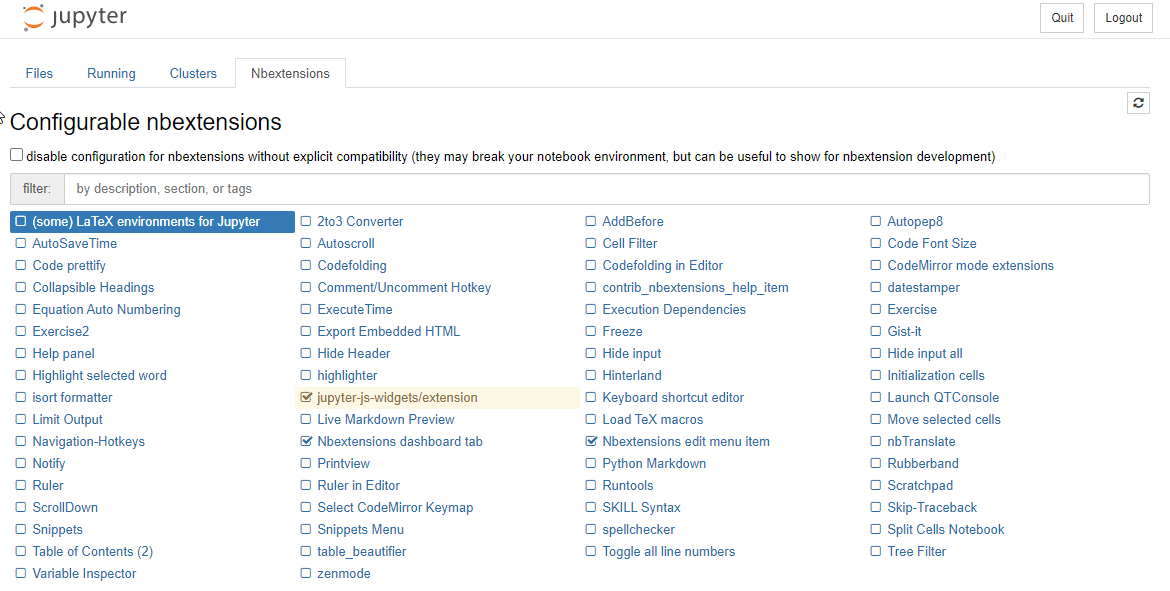 jupyter
Quit Logout
Files Running Clusters Nbextensions
Configurable nbextensions
disable configuration for nbextensions without explicit compatibility (they may break your notebook environment, but can be useful to show for nbextension development)
filter: by description, section, or tags
(some) LaTeX environments for Jupyter 2to3 Converter AddBefore Autopep8
AutoSaveTime Autoscroll Cell Filter Code Font Size
Code prettify Codefolding Codefolding in Editor CodeMirror mode extensions
Collapsible Headings Comment/Uncomment Hotkey contrib_nbextensions_help_item datestamper
Equation Auto Numbering ExecuteTime Execution Dependencies Exercise
Exercise2 Export Embedded HTML Freeze Gist-it
Help panel Hide Header Hide input Hide input all
Highlight selected word highlighter Hinterland Initialization cells
isort formatter jupyter-js-widgets/extension Keyboard shortcut editor Launch QTConsole
Limit Output Live Markdown Preview Load TeX macros Move selected cells
Navigation-Hotkeys Nbextensions dashboard tab Nbextensions edit menu item nbTranslate
Notify Printview Python Markdown Rubberband
Ruler Ruler in Editor Runtools Scratchpad
ScrollDown Select CodeMirror Keymap SKILL Syntax Skip-Traceback
Snippets Snippets Menu spellchecker Split Cells Notebook
Table of Contents (2) table_beautifier Toggle all line numbers Tree Filter
Variable Inspector zenmode